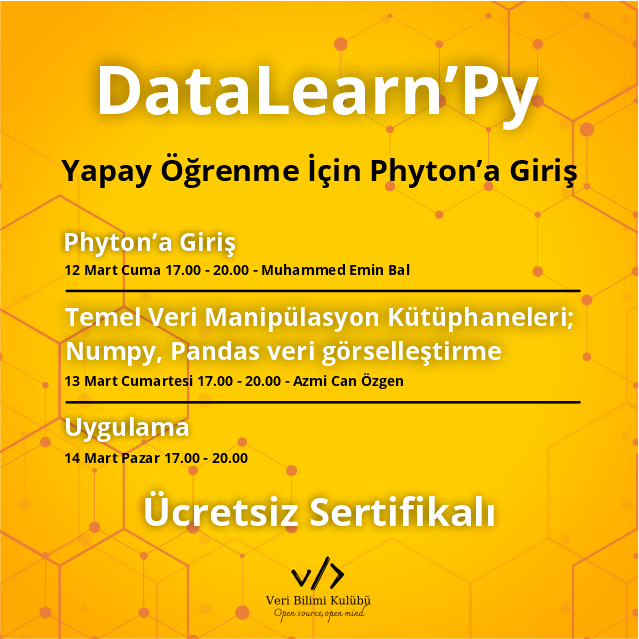 DataLearn'Py
Yapay Öğrenme İçin Phyton'a Giriş
Phyton'a Giriş
12 Mart Cuma 17.00 - 20.00 - Muhammed Emin Bal
Temel Veri Manipülasyon Kütüphaneleri;
Numpy, Pandas veri görselleştirme
13 Mart Cumartesi 17.00 - 20.00 - Azmi Can Özgen
Uygulama
14 Mart Pazar 17.00 - 20.00
Ücretsiz Sertifikalı
Veri Bilimi Kulübü
Open source, open mind